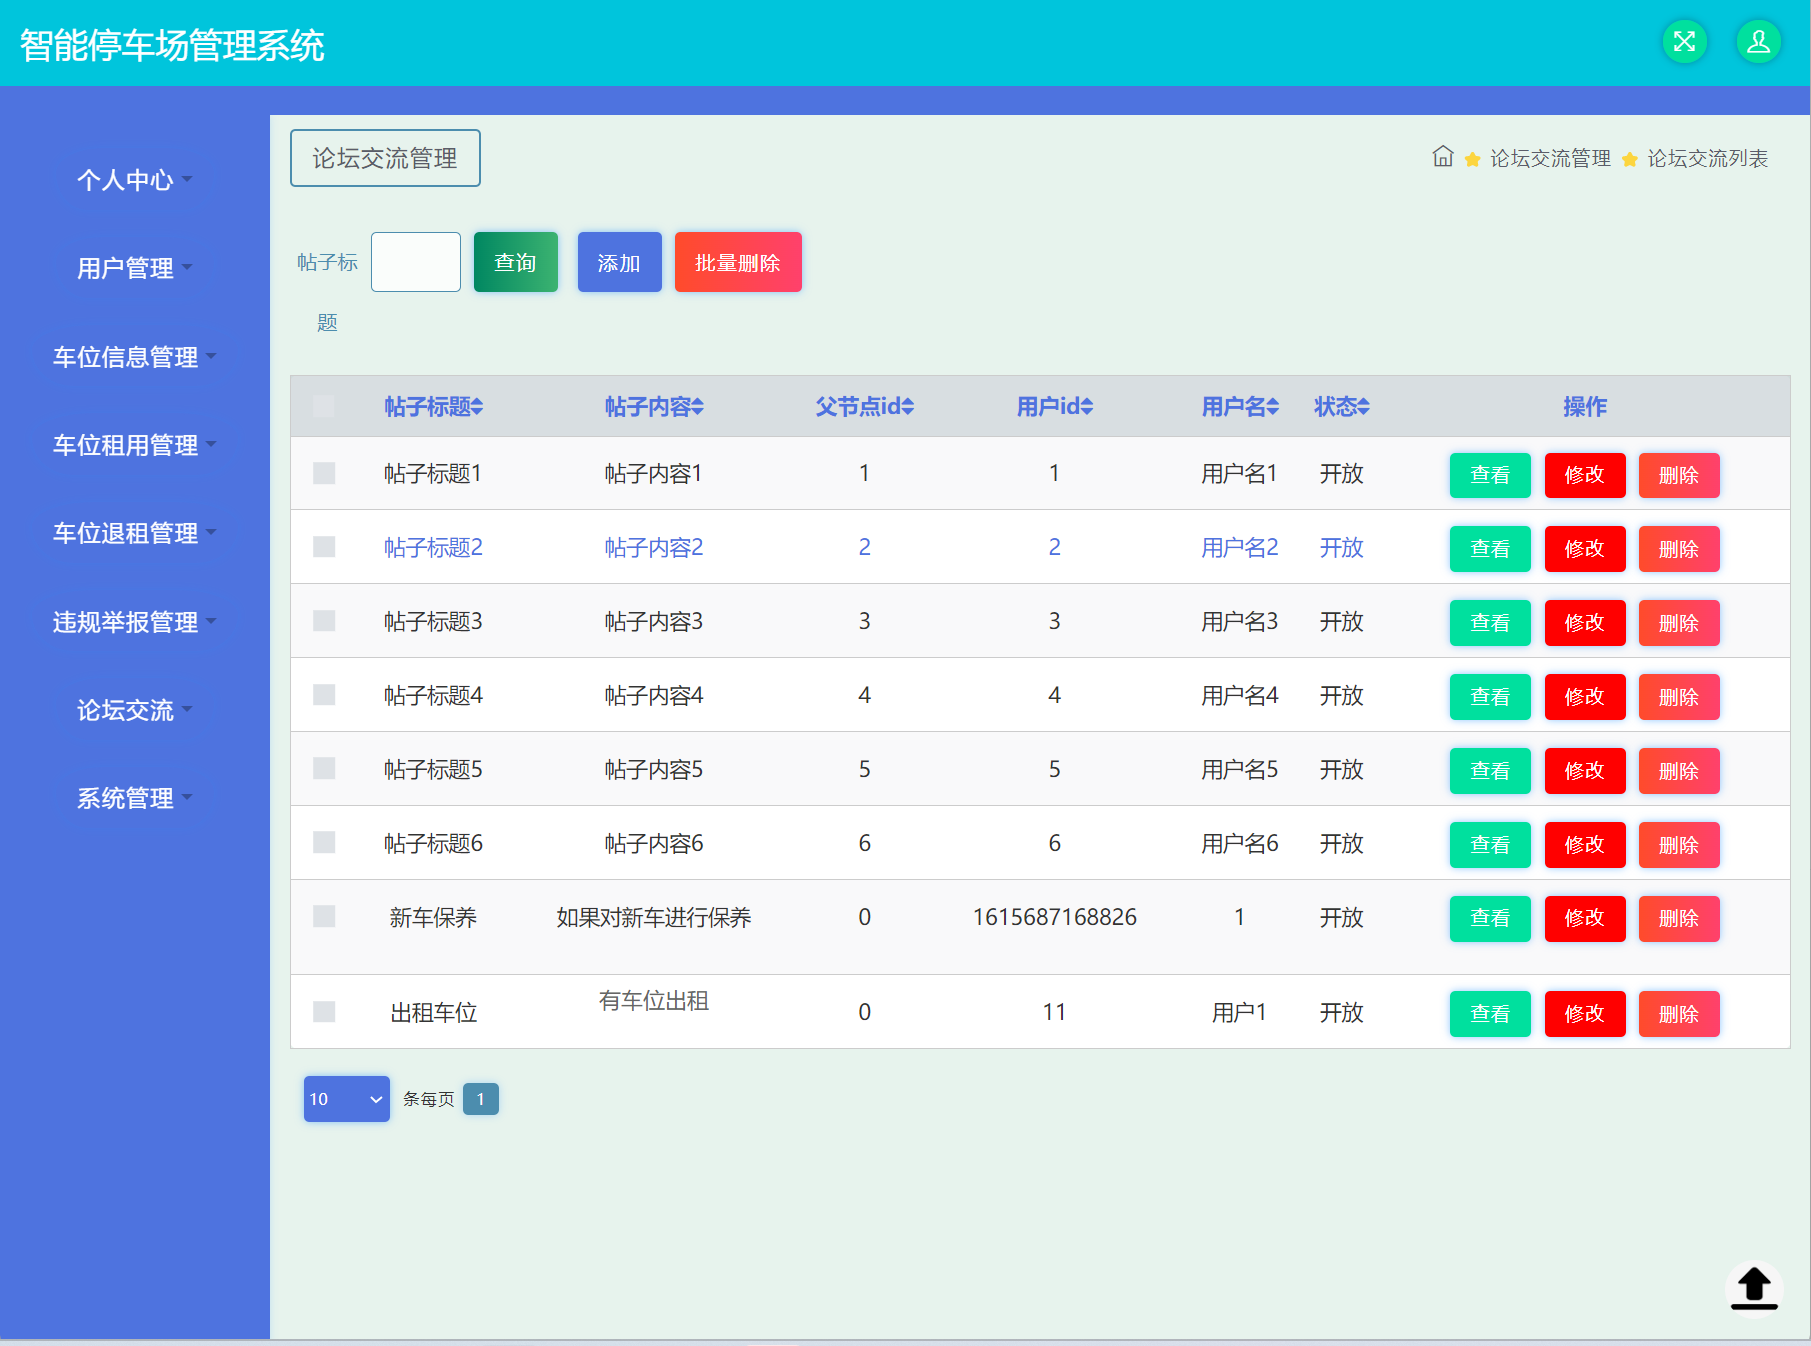 智能停车场管理系统
个人中心
用户管理
车位信息管理
车位租用管理
车位退租管理
违规举报管理
论坛交流
系统管理
论坛交流管理
论坛交流管理 论坛交流列表
帖子标 查询 添加 批量删除
题
帖子标题 帖子内容 父节点id 用户id 用户名 状态 操作
帖子标题1 帖子内容1 1 1 用户名1 开放 查看 修改 删除
帖子标题2 帖子内容2 2 2 用户名2 开放 查看 修改 删除
帖子标题3 帖子内容3 3 3 用户名3 开放 查看 修改 删除
帖子标题4 帖子内容4 4 4 用户名4 开放 查看 修改 删除
帖子标题5 帖子内容5 5 5 用户名5 开放 查看 修改 删除
帖子标题6 帖子内容6 6 6 用户名6 开放 查看 修改 删除
新车保养 如果对新车进行保养 0 1615687168826 1 开放 查看 修改 删除
出租车位 有车位出租 0 11 用户1 开放 查看 修改 删除
10 条每页 1